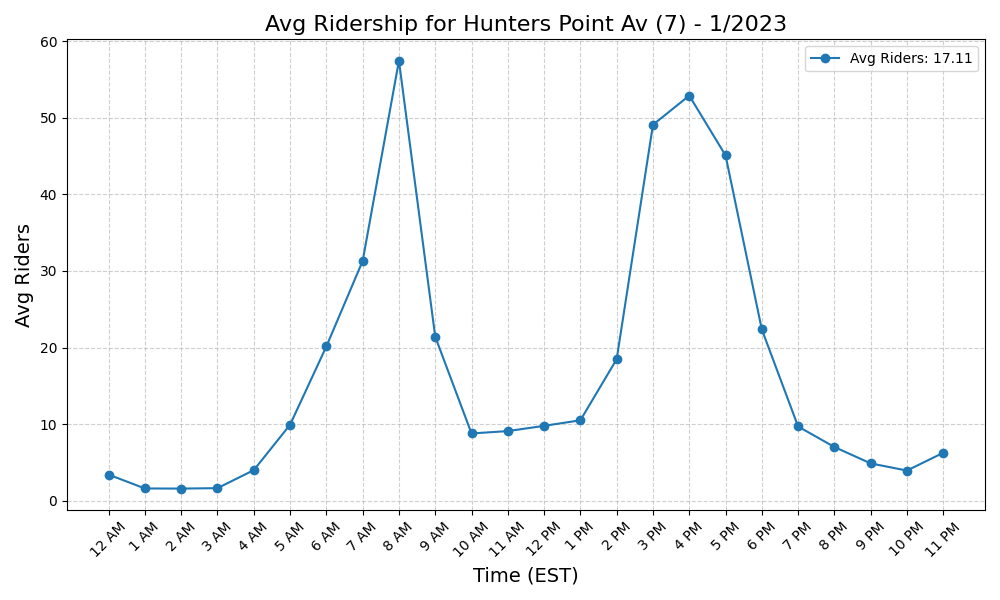 Avg Ridership for Hunters Point Av (7) - 1/2023
Avg Riders: 17.11
Avg Riders
60
50
40
30
20
10
0
12 AM
1 AM
2 AM
3 AM
4 AM
5 AM
6 AM
7 AM
8 AM
9 AM
10 AM
11 AM
12 PM
1 PM
2 PM
3 PM
4 PM
5 PM
6 PM
7 PM
8 PM
9 PM
10 PM
11 PM
Time (EST)